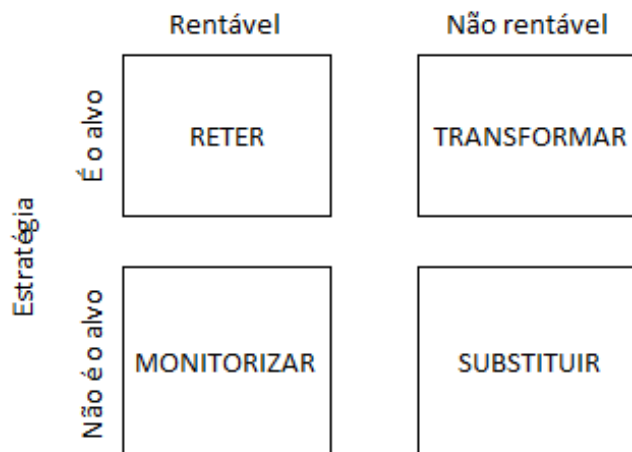 Rentável
Não rentável
Estratégia
É o alvo
RETER
TRANSFORMAR
Não é o alvo
MONITORIZAR
SUBSTITUIR